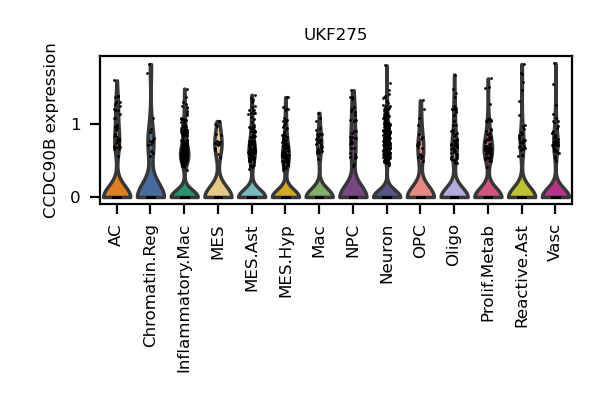 UKF275
CCDC90B expression
1
0
AC
Chromatin.Reg
Inflammatory.Mac
MES
MES.Ast
MES.Hyp
Mac
NPC
Neuron
OPC
Oligo
Prolif.Metab
Reactive.Ast
Vasc